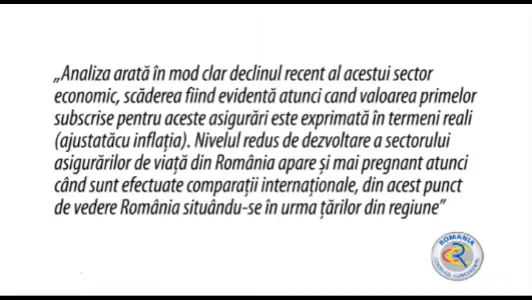 „Analiza arată în mod clar declinul recent al acestui sector
economic, scăderea fiind evidentă atunci cand valoarea primelor
subscrise pentru aceste asigurări este exprimată în termeni reali
(ajustatăcu inflația). Nivelul redus de dezvoltare a sectorului
asigurărilor de viață din România apare și mai pregnant atunci
când sunt efectuate comparații internaționale, din acest punct
de vedere România situându-se în urma țărilor din regiune”
ROMANIA
CONSILIUL CONCURENTEI